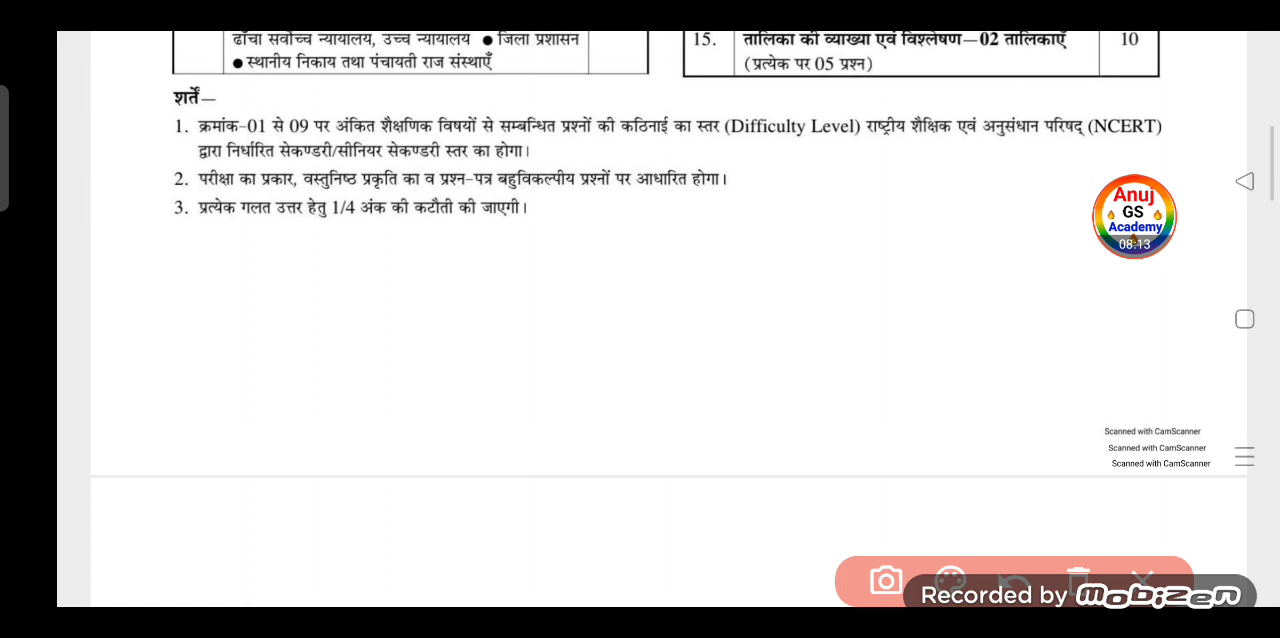 ढाँचा सर्वोच्च न्यायालय, उच्च न्यायालय ● जिला प्रशासन
● स्थानीय निकाय तथा पंचायती राज संस्थाएँ
15. तालिका की व्याख्या एवं विश्लेषण—02 तालिकाएँ 10
(प्रत्येक पर 05 प्रश्न)
शर्तें—
1. क्रमांक-01 से 09 पर अंकित शैक्षणिक विषयों से सम्बन्धित प्रश्नों की कठिनाई का स्तर (Difficulty Level) राष्ट्रीय शैक्षिक एवं अनुसंधान परिषद् (NCERT)
द्वारा निर्धारित सेकण्डरी/सीनियर सेकण्डरी स्तर का होगा।
2. परीक्षा का प्रकार, वस्तुनिष्ठ प्रकृति का व प्रश्न-पत्र बहुविकल्पीय प्रश्नों पर आधारित होगा।
3. प्रत्येक गलत उत्तर हेतु 1/4 अंक की कटौती की जाएगी।
Anuj
GS
Academy
08:13
Scanned with CamScanner
Scanned with CamScanner
Scanned with CamScanner
Recorded by Mobizen